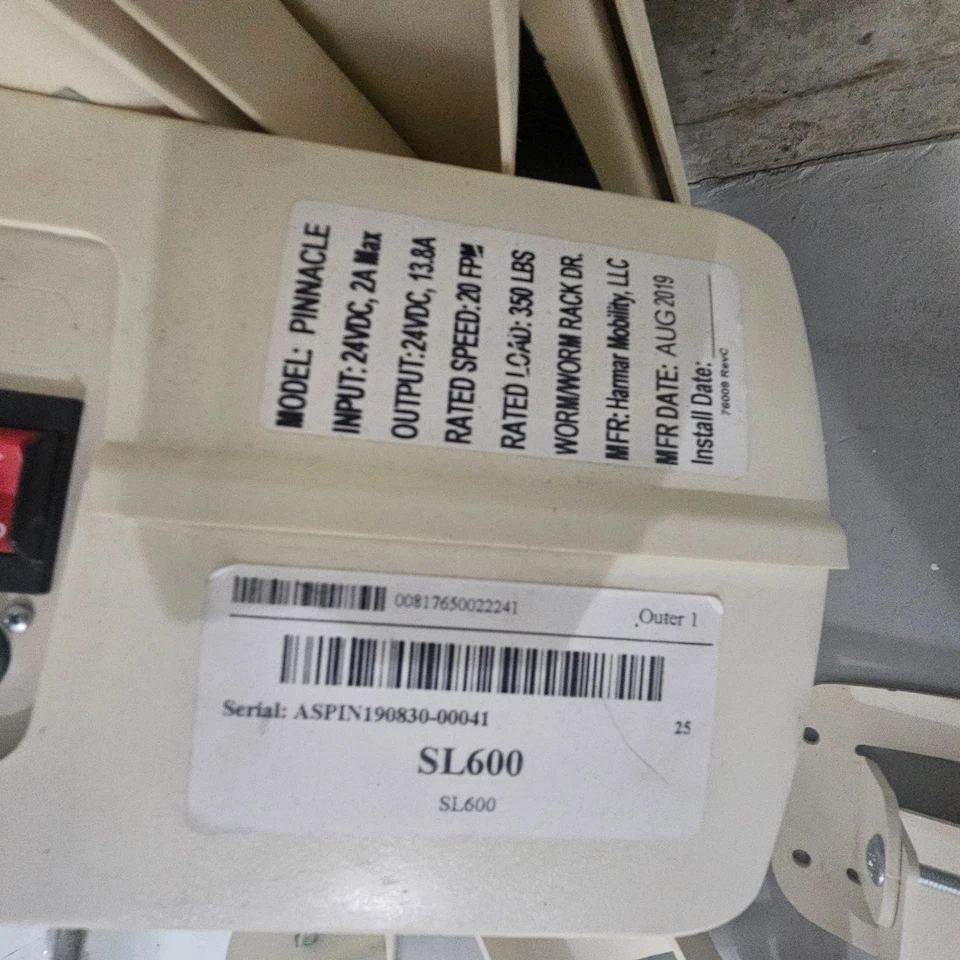 MODEL: PINNACLE
INPUT: 24VDC, 2A Max
OUTPUT: 24VDC, 13.8A
RATED SPEED: 20 FPM
RATED LOAD: 350 LBS
WORM/WORM RACK DR.
MFR: Harmar Mobility, LLC
MFR DATE: AUG 2019
Install Date: ______
76009 RevC
00817650022241
Outer 1
Serial: ASPIN190830-00041
25
SL600
SL600